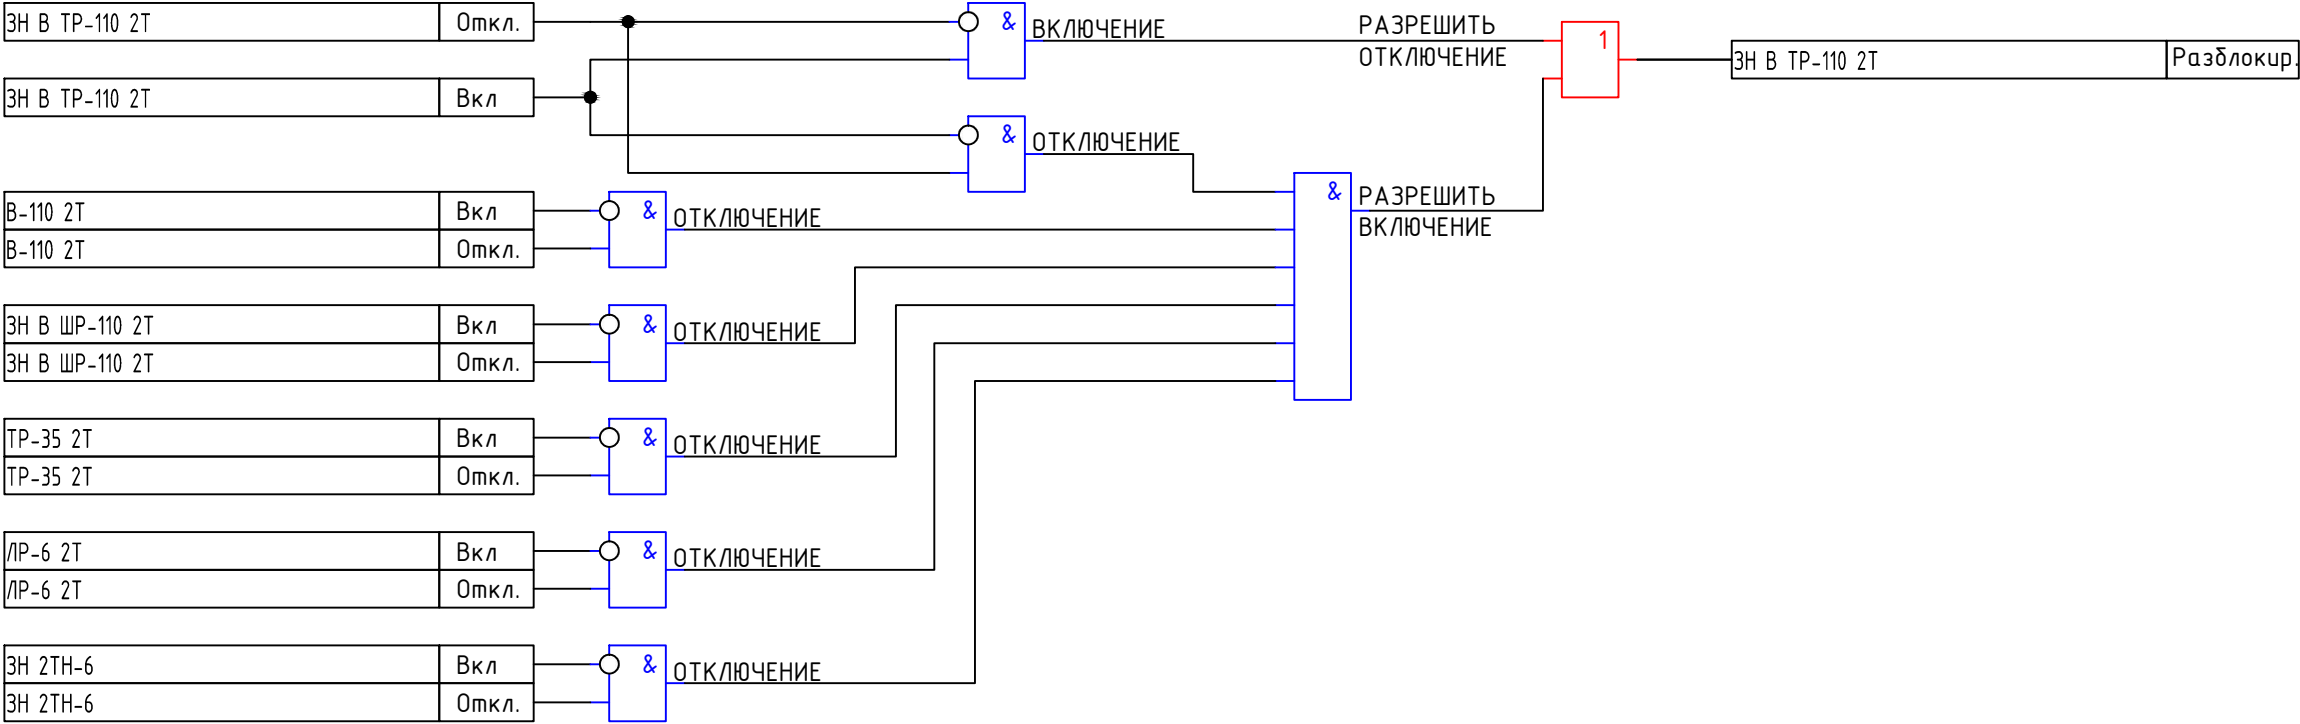 ЗН В ТР-110 2Т Откл.
& ВКЛЮЧЕНИЕ
РАЗРЕШИТЬ
ОТКЛЮЧЕНИЕ
1
ЗН В ТР-110 2Т Разблокир.
ЗН В ТР-110 2Т Вкл
& ОТКЛЮЧЕНИЕ
В-110 2Т Вкл
В-110 2Т Откл.
& ОТКЛЮЧЕНИЕ
&
РАЗРЕШИТЬ
ВКЛЮЧЕНИЕ
ЗН В ШР-110 2Т Вкл
ЗН В ШР-110 2Т Откл.
& ОТКЛЮЧЕНИЕ
ТР-35 2Т Вкл
ТР-35 2Т Откл.
& ОТКЛЮЧЕНИЕ
ЛР-6 2Т Вкл
ЛР-6 2Т Откл.
& ОТКЛЮЧЕНИЕ
ЗН 2ТН-6 Вкл
ЗН 2ТН-6 Откл.
& ОТКЛЮЧЕНИЕ